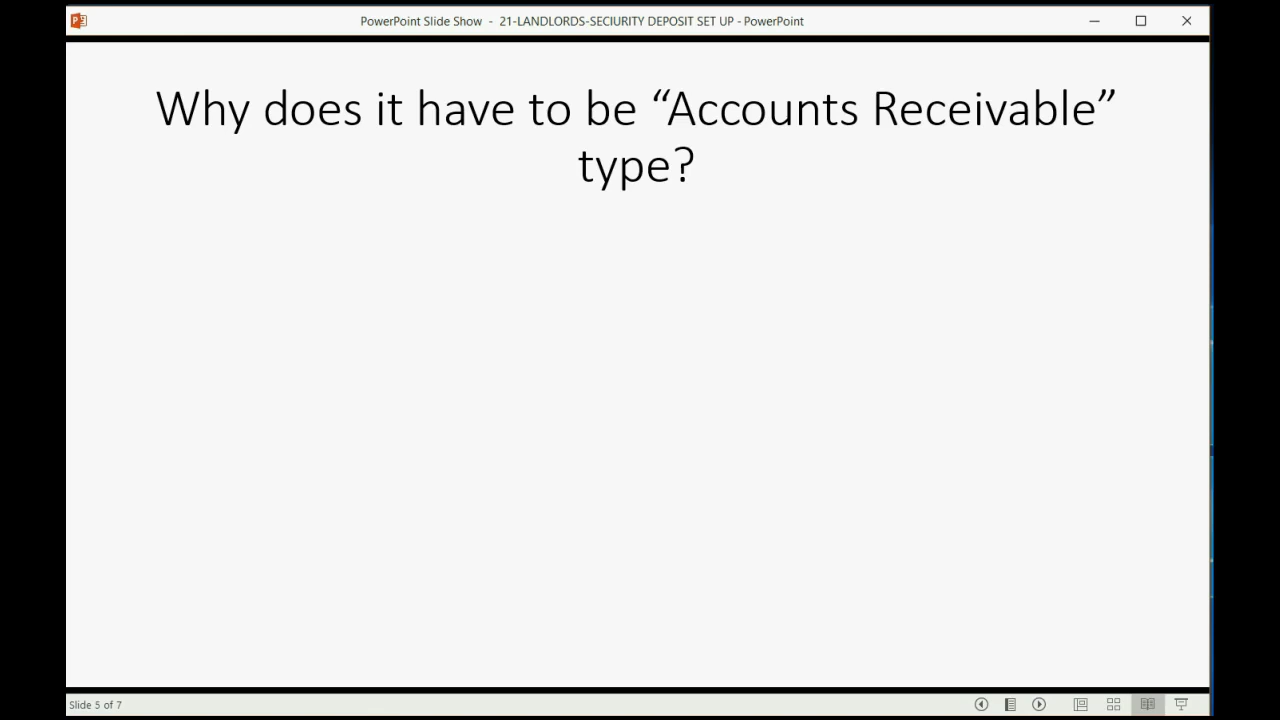 PowerPoint Slide Show - 21-LANDLORDS-SECIURITY DEPOSIT SET UP - PowerPoint
Why does it have to be “Accounts Receivable”
type?
Slide 5 of 7